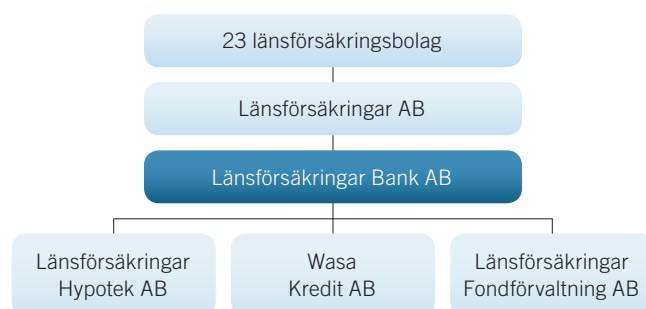 23 länsförsäkringsbolag
Länsförsäkringar AB
Länsförsäkringar Bank AB
Länsförsäkringar
Hypotek AB
Wasa
Kredit AB
Länsförsäkringar
Fondförvaltning AB